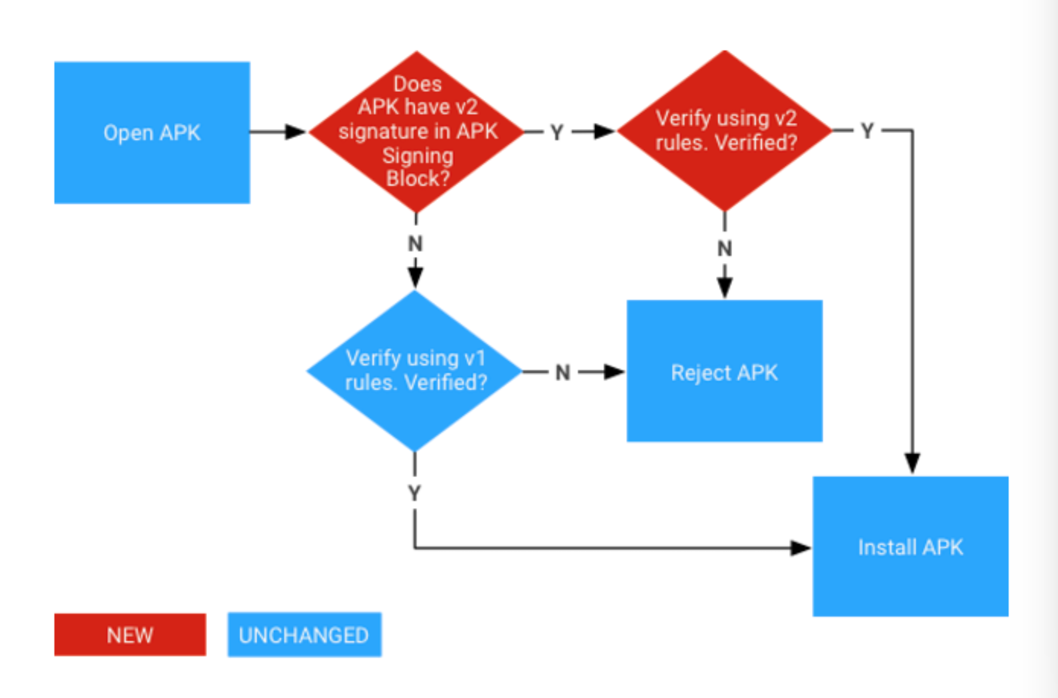 Open APK
Does
APK have v2
signature in APK
Signing
Block?
Y
Verify using v2
rules. Verified?
Y
N
N
Verify using v1
rules. Verified?
N
Reject APK
Y
Install APK
NEW
UNCHANGED